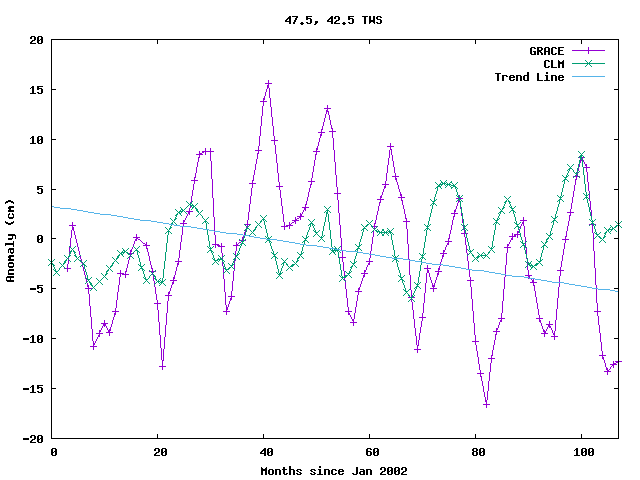 47.5, 42.5 TWS
GRACE
CLM
Trend Line
20
15
10
5
0
-5
-10
-15
-20
Anomaly (cm)
0 20 40 60 80 100
Months since Jan 2002